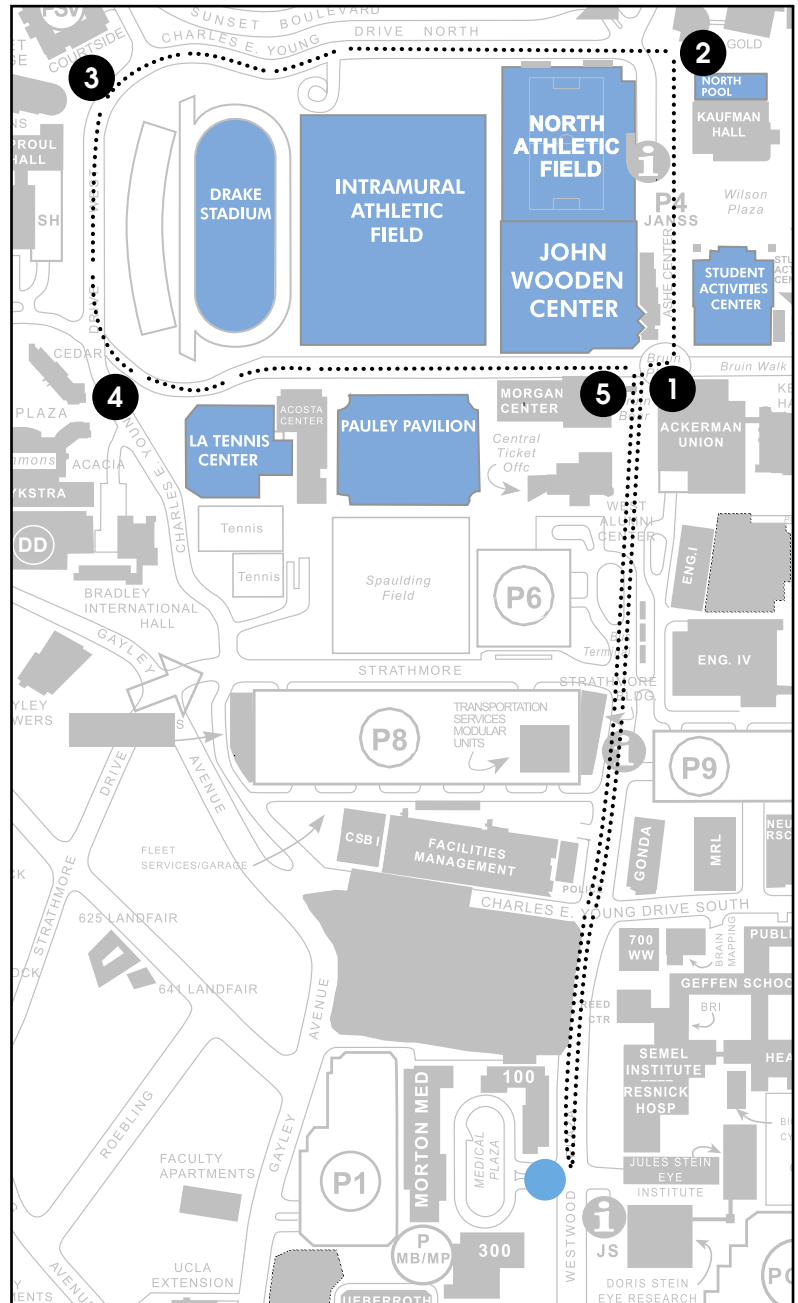 SUNSET BOULEVARD
PSV
COURTSIDE
CHARLES E. YOUNG DRIVE NORTH
2
GOLD
3
NORTH
POOL
KAUFMAN
HALL
NORTH
ATHLETIC
FIELD
i
SPROUL
HALL
SH
DRAKE
STADIUM
INTRAMURAL
ATHLETIC
FIELD
P4
JANSS
Wilson
Plaza
JOHN
WOODEN
CENTER
ASHE CENTER
STUDENT
ACTIVITIES
CENTER
DRIVE
CEDAR
4
PLAZA
ACACIA
DD
CHARLES E. YOUNG
BRADLEY
INTERNATIONAL
HALL
LA TENNIS
CENTER
ACOSTA
CENTER
PAULEY PAVILION
MORGAN
CENTER
5
1
Bruin Walk
ACKERMAN
UNION
Central
Ticket
Offc
WEST
ALUMNI
CENTER
Tennis
Tennis
Spaulding
Field
P6
ENG.I
ENG. IV
GAYLEY
STRATHMORE
STRATHMORE
BLDG.
P8
TRANSPORTATION
SERVICES
MODULAR
UNITS
i
P9
DRIVE
AVENUE
FLEET
SERVICES/GARAGE
CSB I
FACILITIES
MANAGEMENT
POLICE
GONDA
MRL
CHARLES E. YOUNG DRIVE SOUTH
STRATHMORE
625 LANDFAIR
641 LANDFAIR
AVENUE
700
WW
BRAIN
MAPPING
GEFFEN
REED
CTR
BRI
SEMEL
INSTITUTE
RESNICK
HOSP
ROEBLING
GAYLEY
FACULTY
APARTMENTS
P1
MORTON MED
100
MEDICAL
PLAZA
JULES STEIN
EYE
INSTITUTE
WESTWOOD
i
JS
P
MB/MP
300
UCLA
EXTENSION
UEBERROTH
DORIS STEIN
EYE RESEARCH